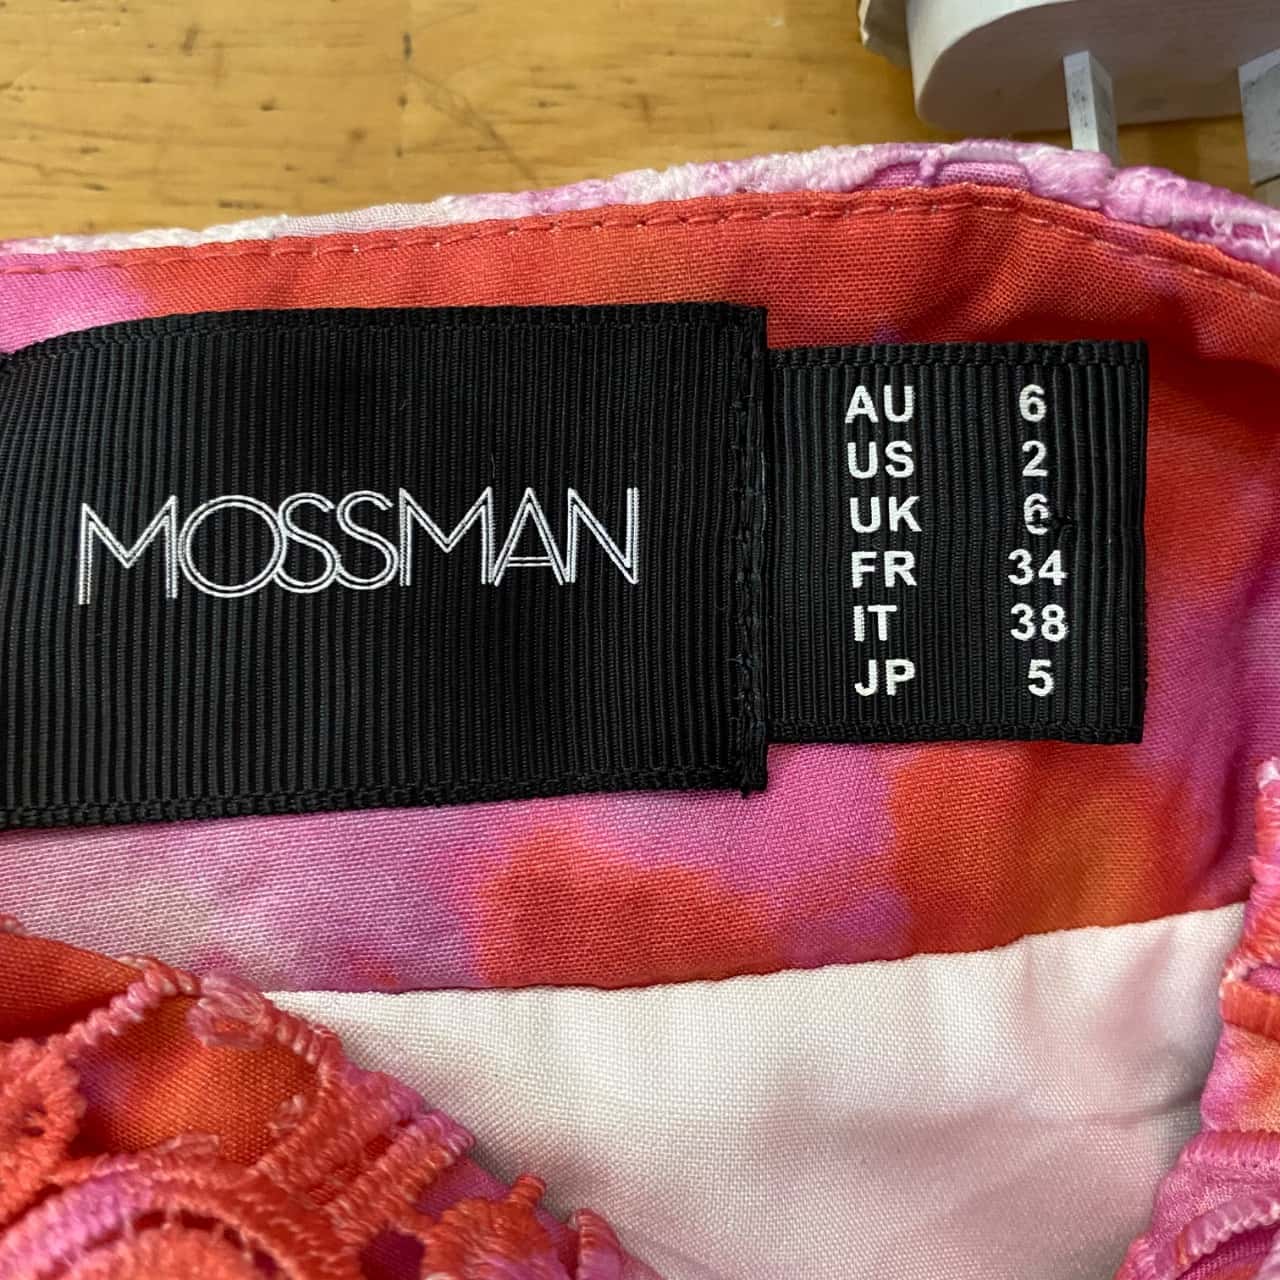 MOSSMAN
AU 6
US 2
UK 6
FR 34
IT 38
JP 5